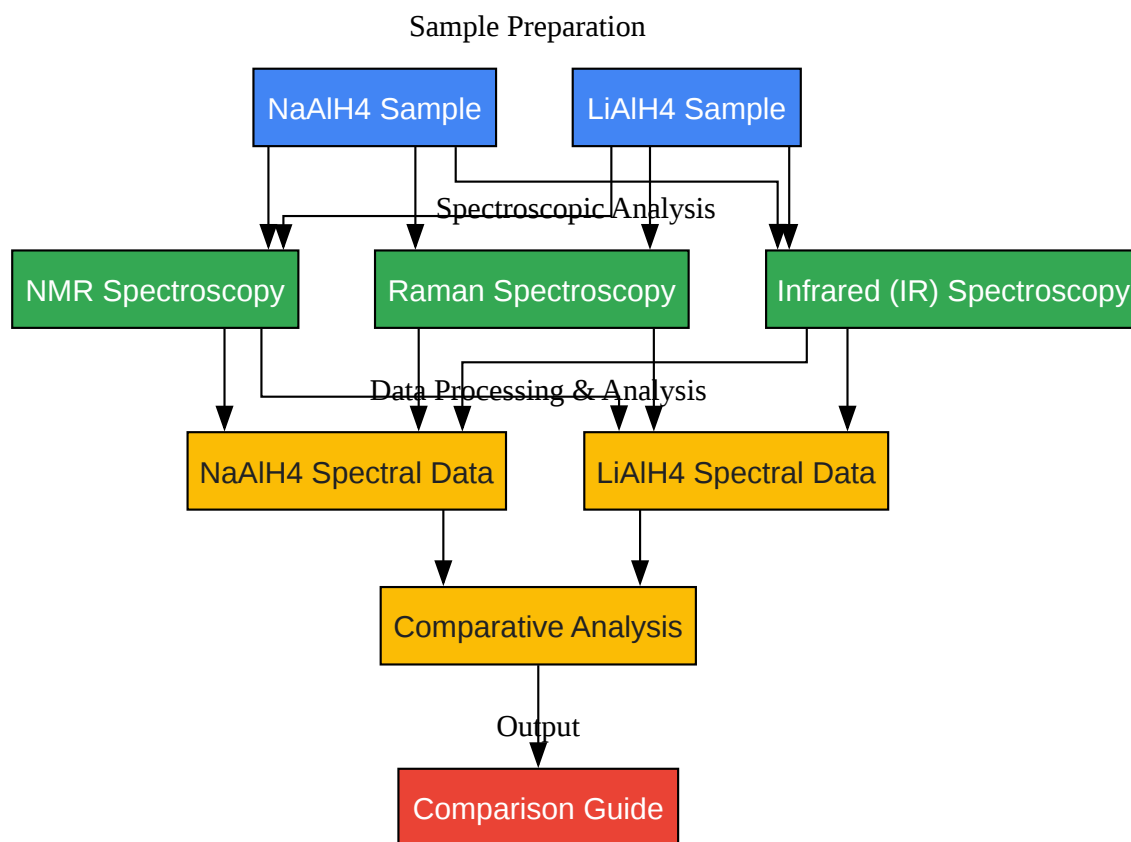 Sample Preparation
NaAlH4 Sample
LiAlH4 Sample
Spectroscopic Analysis
NMR Spectroscopy
Raman Spectroscopy
Infrared (IR) Spectroscopy
Data Processing & Analysis
NaAlH4 Spectral Data
LiAlH4 Spectral Data
Comparative Analysis
Output
Comparison Guide